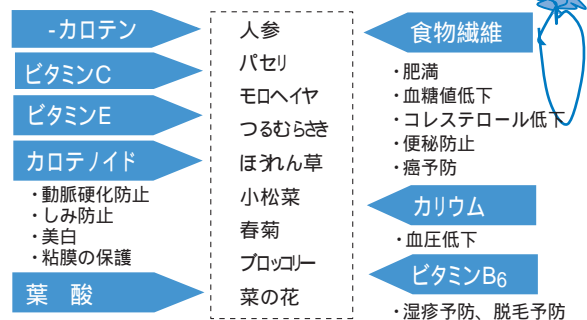 -カロテン
ビタミンC
ビタミンE
カロテノイド
・動脈硬化防止
・しみ防止
・美白
・粘膜の保護
葉 酸
人参
パセリ
モロヘイヤ
つるむらさき
ほうれん草
小松菜
春菊
ブロッコリー
菜の花
食物繊維
・肥満
・血糖値低下
・コレステロール低下
・便秘防止
・癌予防
カリウム
・血圧低下
ビタミンB6
・湿疹予防、脱毛予防